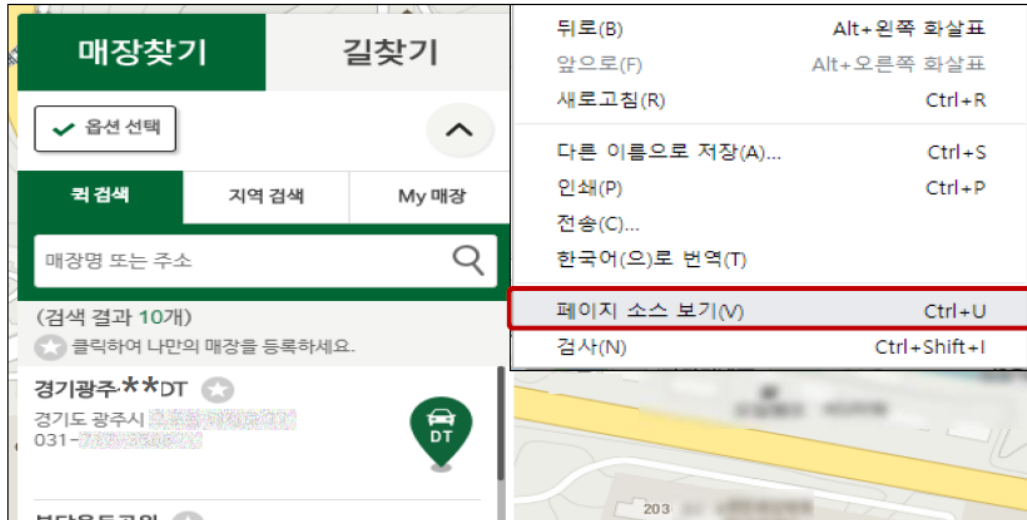 매장찾기
길찾기
옵션 선택
퀵 검색
지역 검색
My 매장
매장명 또는 주소
(검색 결과 10개)
클릭하여 나만의 매장을 등록하세요.
경기광주**DT
경기도 광주시
031-
DT
뒤로(B) Alt+왼쪽 화살표
앞으로(F) Alt+오른쪽 화살표
새로고침(R) Ctrl+R
다른 이름으로 저장(A)... Ctrl+S
인쇄(P) Ctrl+P
전송(C)...
한국어(으)로 번역(T)
페이지 소스 보기(V) Ctrl+U
검사(N) Ctrl+Shift+I
203